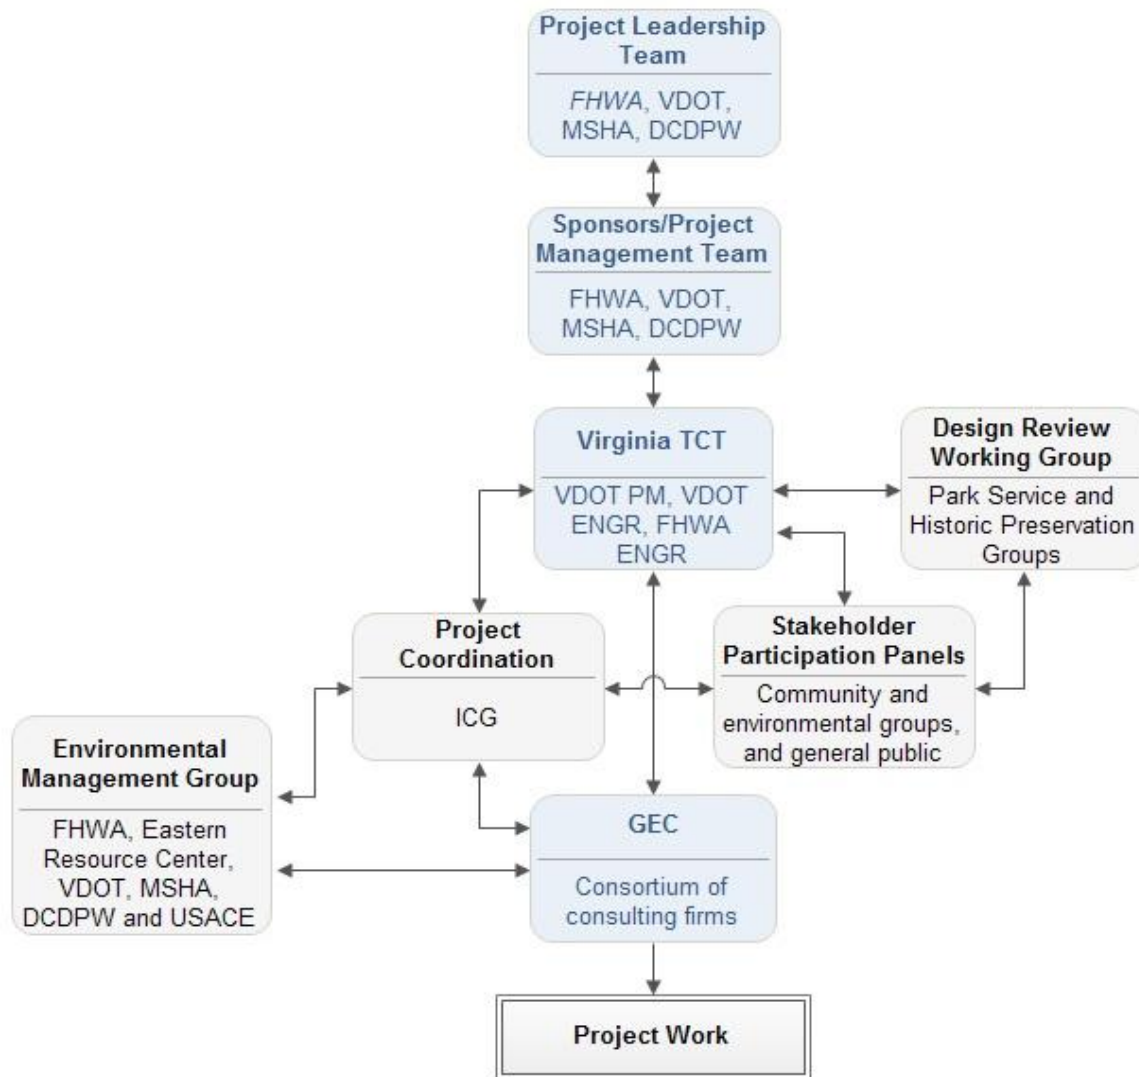 Project Leadership
Team
FHWA, VDOT,
MSHA, DCDPW
Sponsors/Project
Management Team
FHWA, VDOT,
MSHA, DCDPW
Virginia TCT
VDOT PM, VDOT
ENGR, FHWA
ENGR
Design Review
Working Group
Park Service and
Historic Preservation
Groups
Project
Coordination
ICG
Stakeholder
Participation Panels
Community and
environmental groups,
and general public
Environmental
Management Group
FHWA, Eastern
Resource Center,
VDOT, MSHA,
DCDPW and USACE
GEC
Consortium of
consulting firms
Project Work